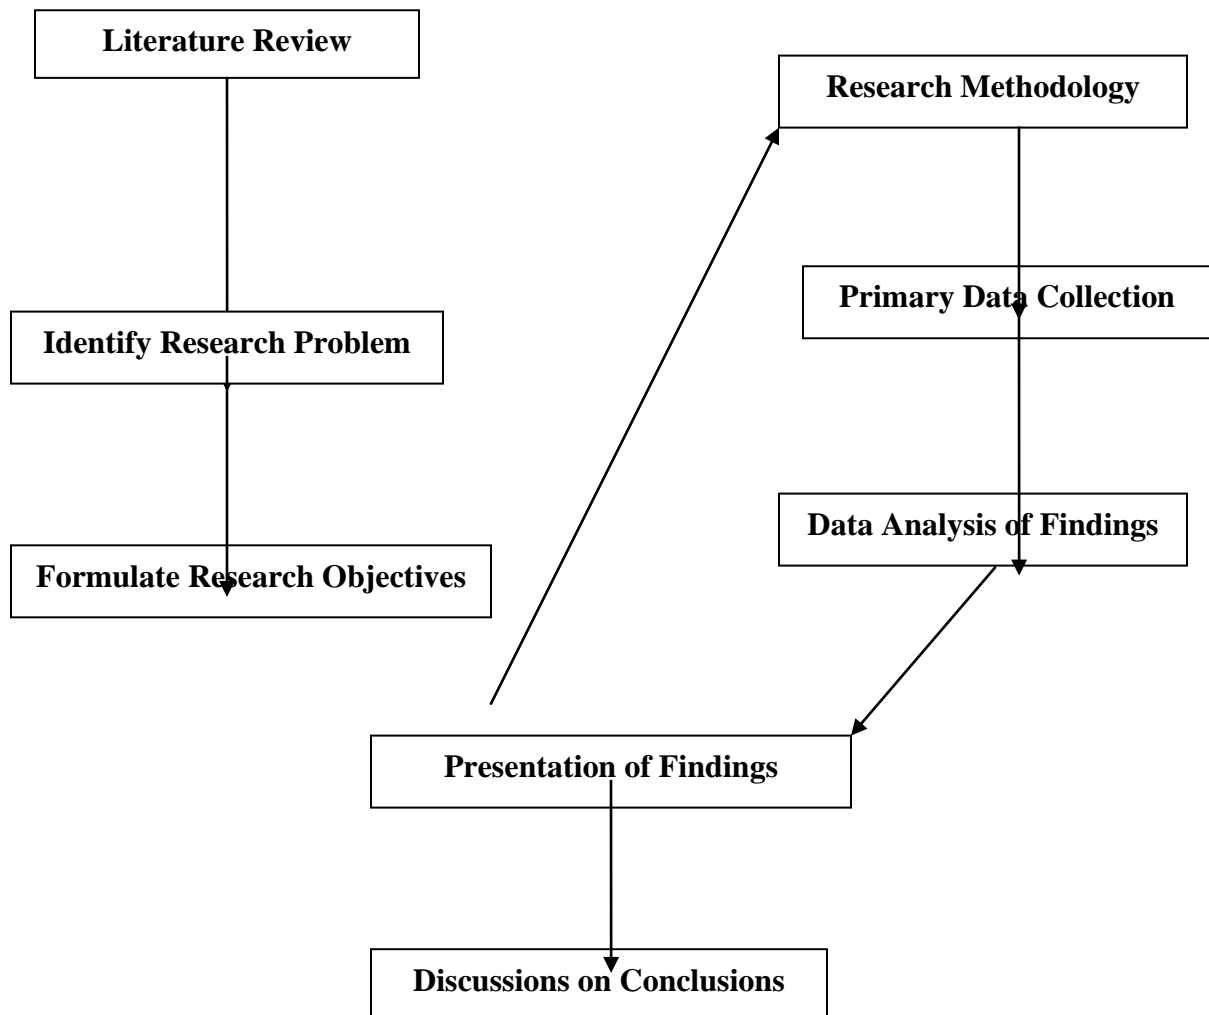 Literature Review
Research Methodology
Primary Data Collection
Identify Research Problem
Data Analysis of Findings
Formulate Research Objectives
Presentation of Findings
Discussions on Conclusions